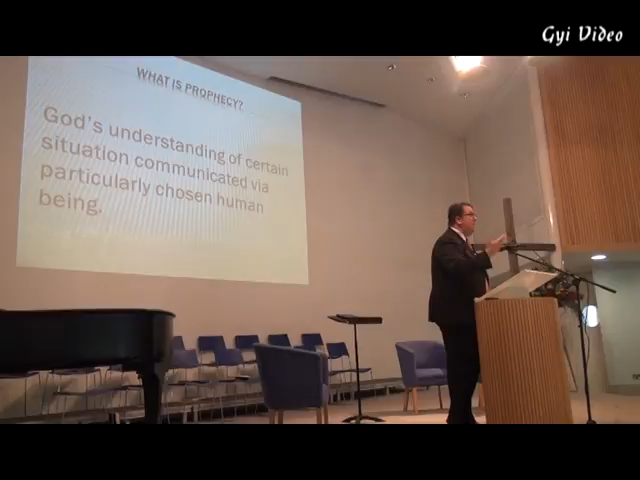 Gyi Video
WHAT IS PROPHECY?
God's understanding of certain
situation communicated via
particularly chosen human
being.